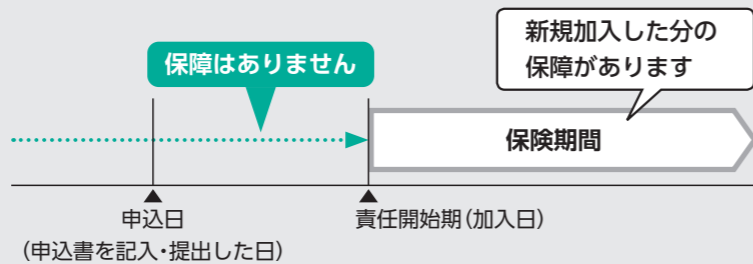 新規加入した分の
保障があります
保障はありません
保険期間
申込日
(申込書を記入・提出した日)
責任開始期(加入日)